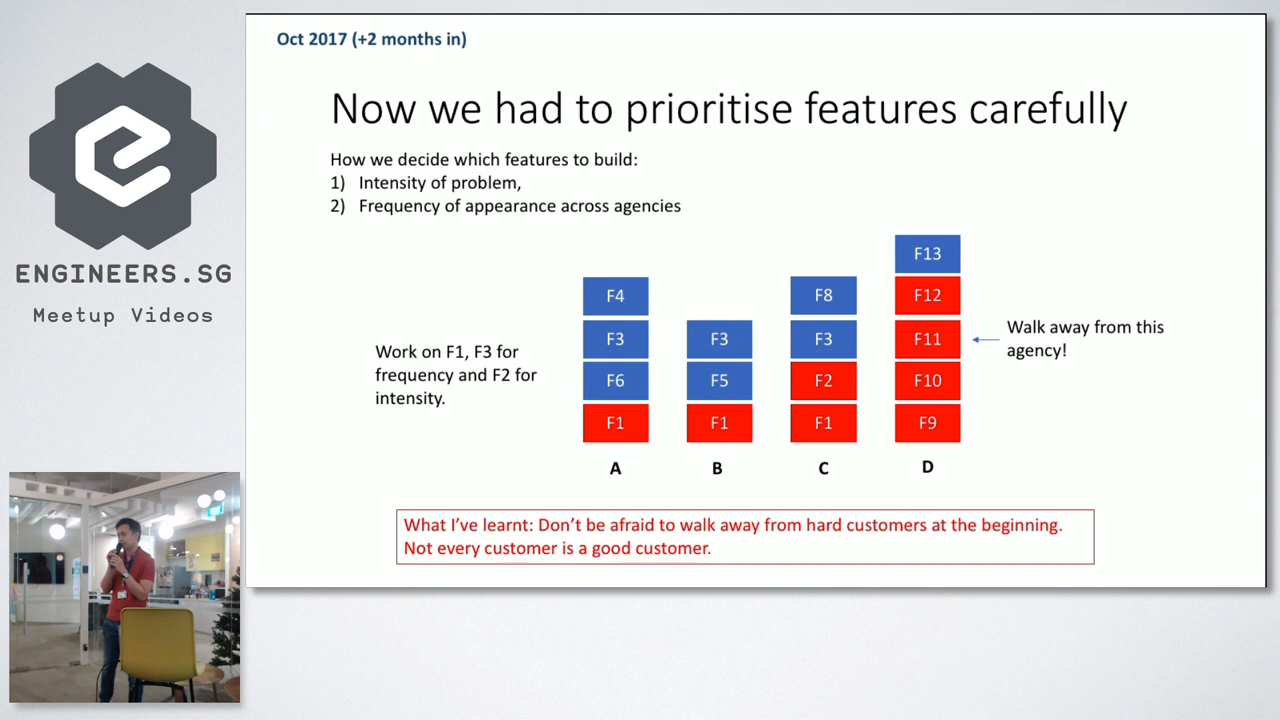 Oct 2017 (+2 months in)
Now we had to prioritise features carefully
How we decide which features to build:
1) Intensity of problem,
2) Frequency of appearance across agencies
ENGINEERS.SG
Meetup Videos
Work on F1, F3 for
frequency and F2 for
intensity.
F4
F3
F6
F1
A
F3
F5
F1
B
F8
F3
F2
F1
C
F13
F12
F11
F10
F9
D
Walk away from this
agency!
What I've learnt: Don't be afraid to walk away from hard customers at the beginning.
Not every customer is a good customer.